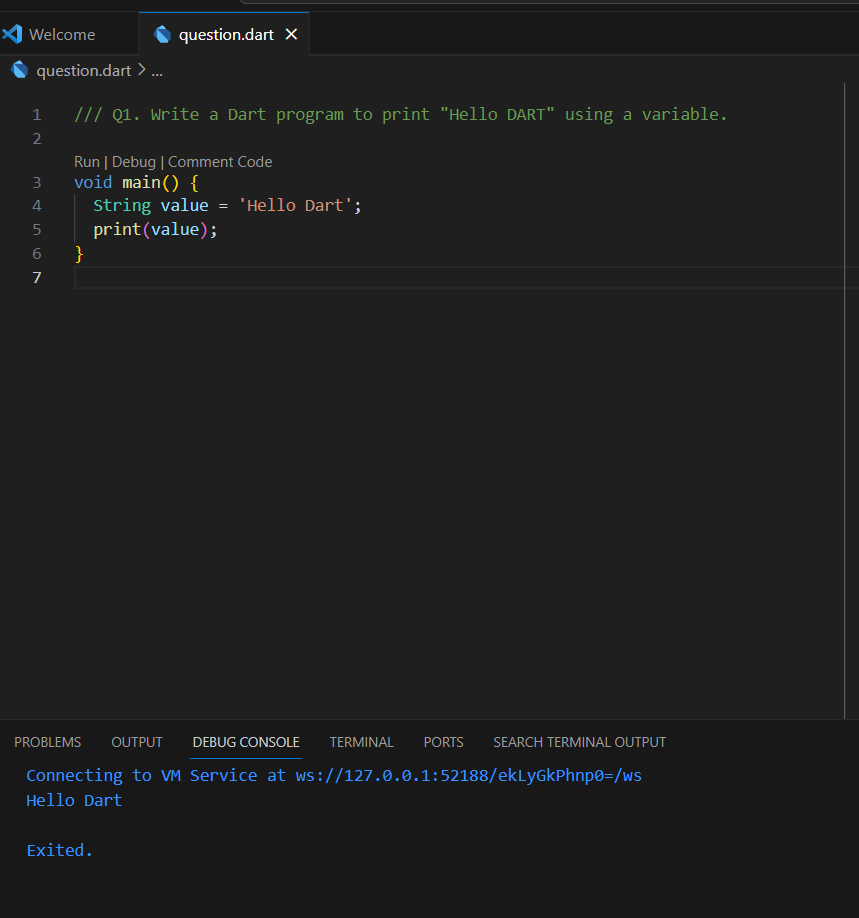 Welcome
question.dart
question.dart > ...
1 /// Q1. Write a Dart program to print "Hello DART" using a variable.
2
Run | Debug | Comment Code
3 void main() {
4 String value = 'Hello Dart';
5 print(value);
6 }
7
PROBLEMS OUTPUT DEBUG CONSOLE TERMINAL PORTS SEARCH TERMINAL OUTPUT
Connecting to VM Service at ws://127.0.0.1:52188/ekLyGkPhnp0=/ws
Hello Dart
Exited.